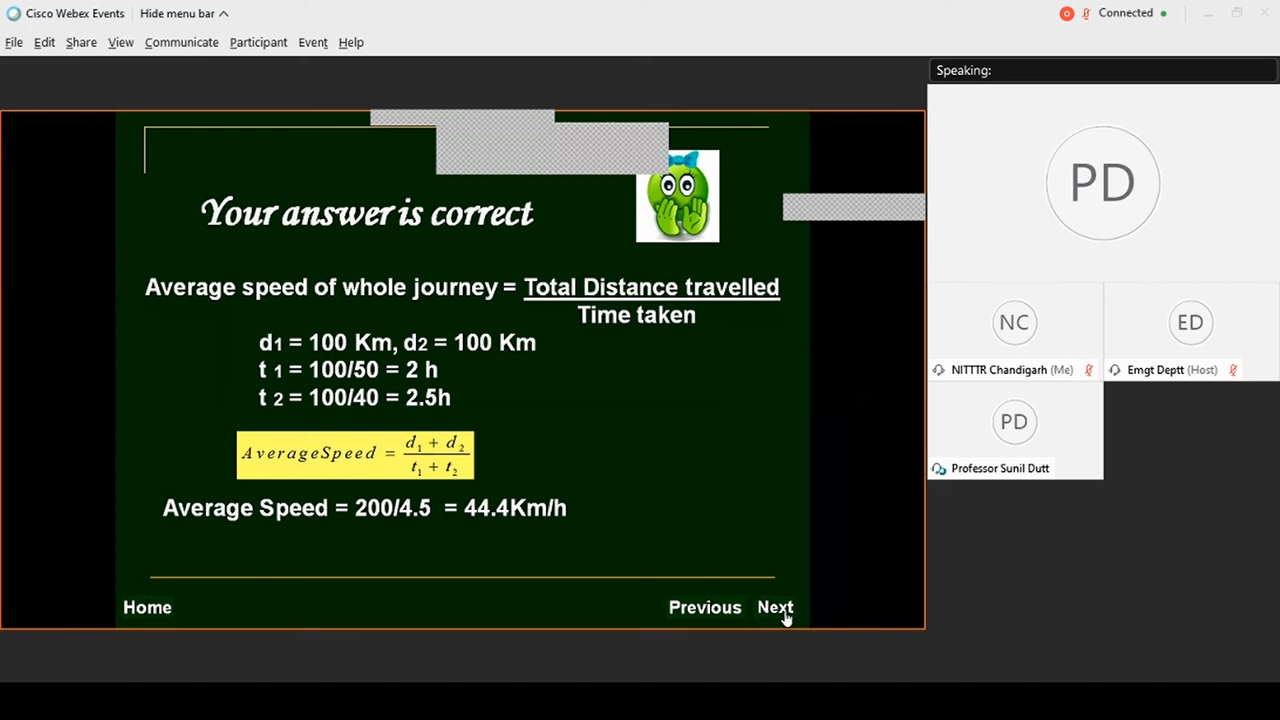 Cisco Webex Events Hide menu bar Connected
File Edit Share View Communicate Participant Event Help
Speaking:
PD
NC
ED
NITTTR Chandigarh (Me)
Emgt Deptt (Host)
PD
Professor Sunil Dutt
Your answer is correct
Average speed of whole journey = Total Distance travelled
Time taken
d1 = 100 Km, d2 = 100 Km
t 1 = 100/50 = 2 h
t 2 = 100/40 = 2.5h
AverageSpeed = d1 + d2
t1 + t2
Average Speed = 200/4.5 = 44.4Km/h
Home Previous Next